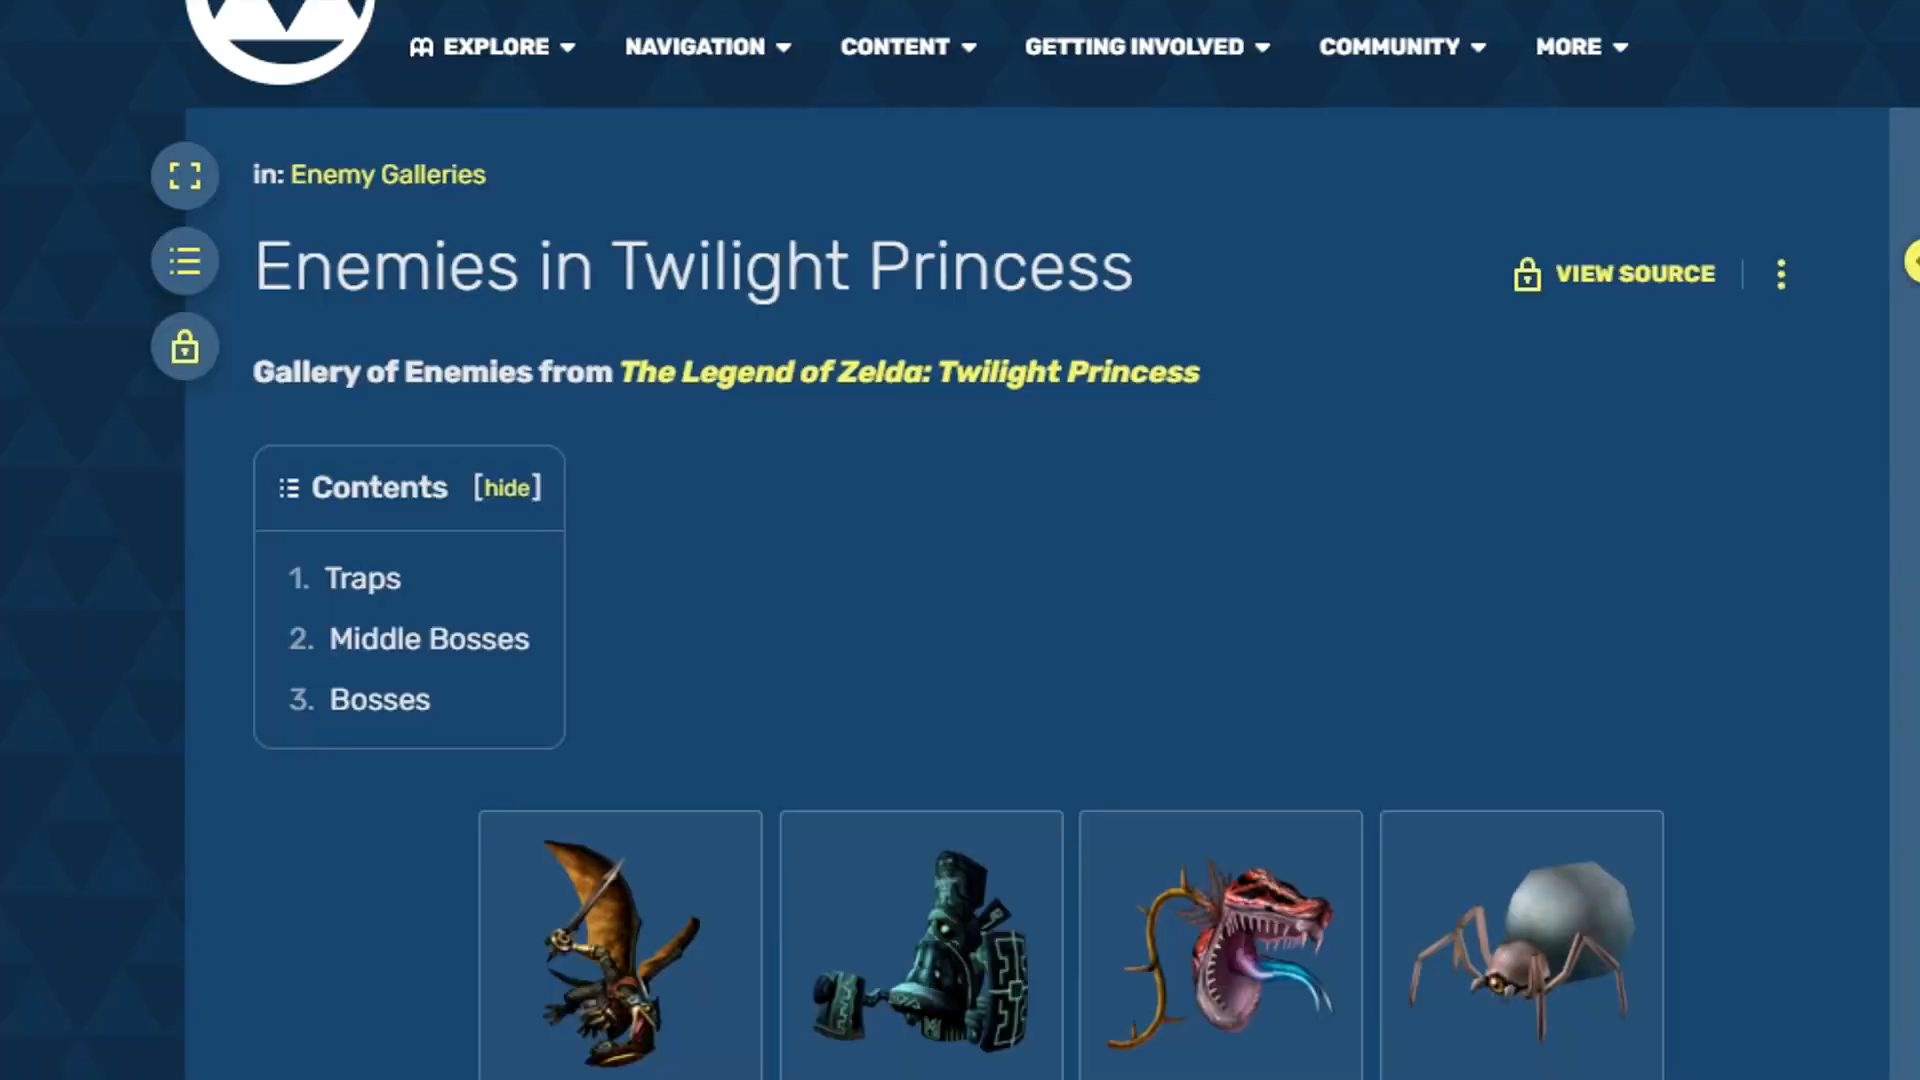 EXPLORE
NAVIGATION
CONTENT
GETTING INVOLVED
COMMUNITY
MORE
in: Enemy Galleries
Enemies in Twilight Princess
VIEW SOURCE
Gallery of Enemies from The Legend of Zelda: Twilight Princess
Contents [hide]
1. Traps
2. Middle Bosses
3. Bosses